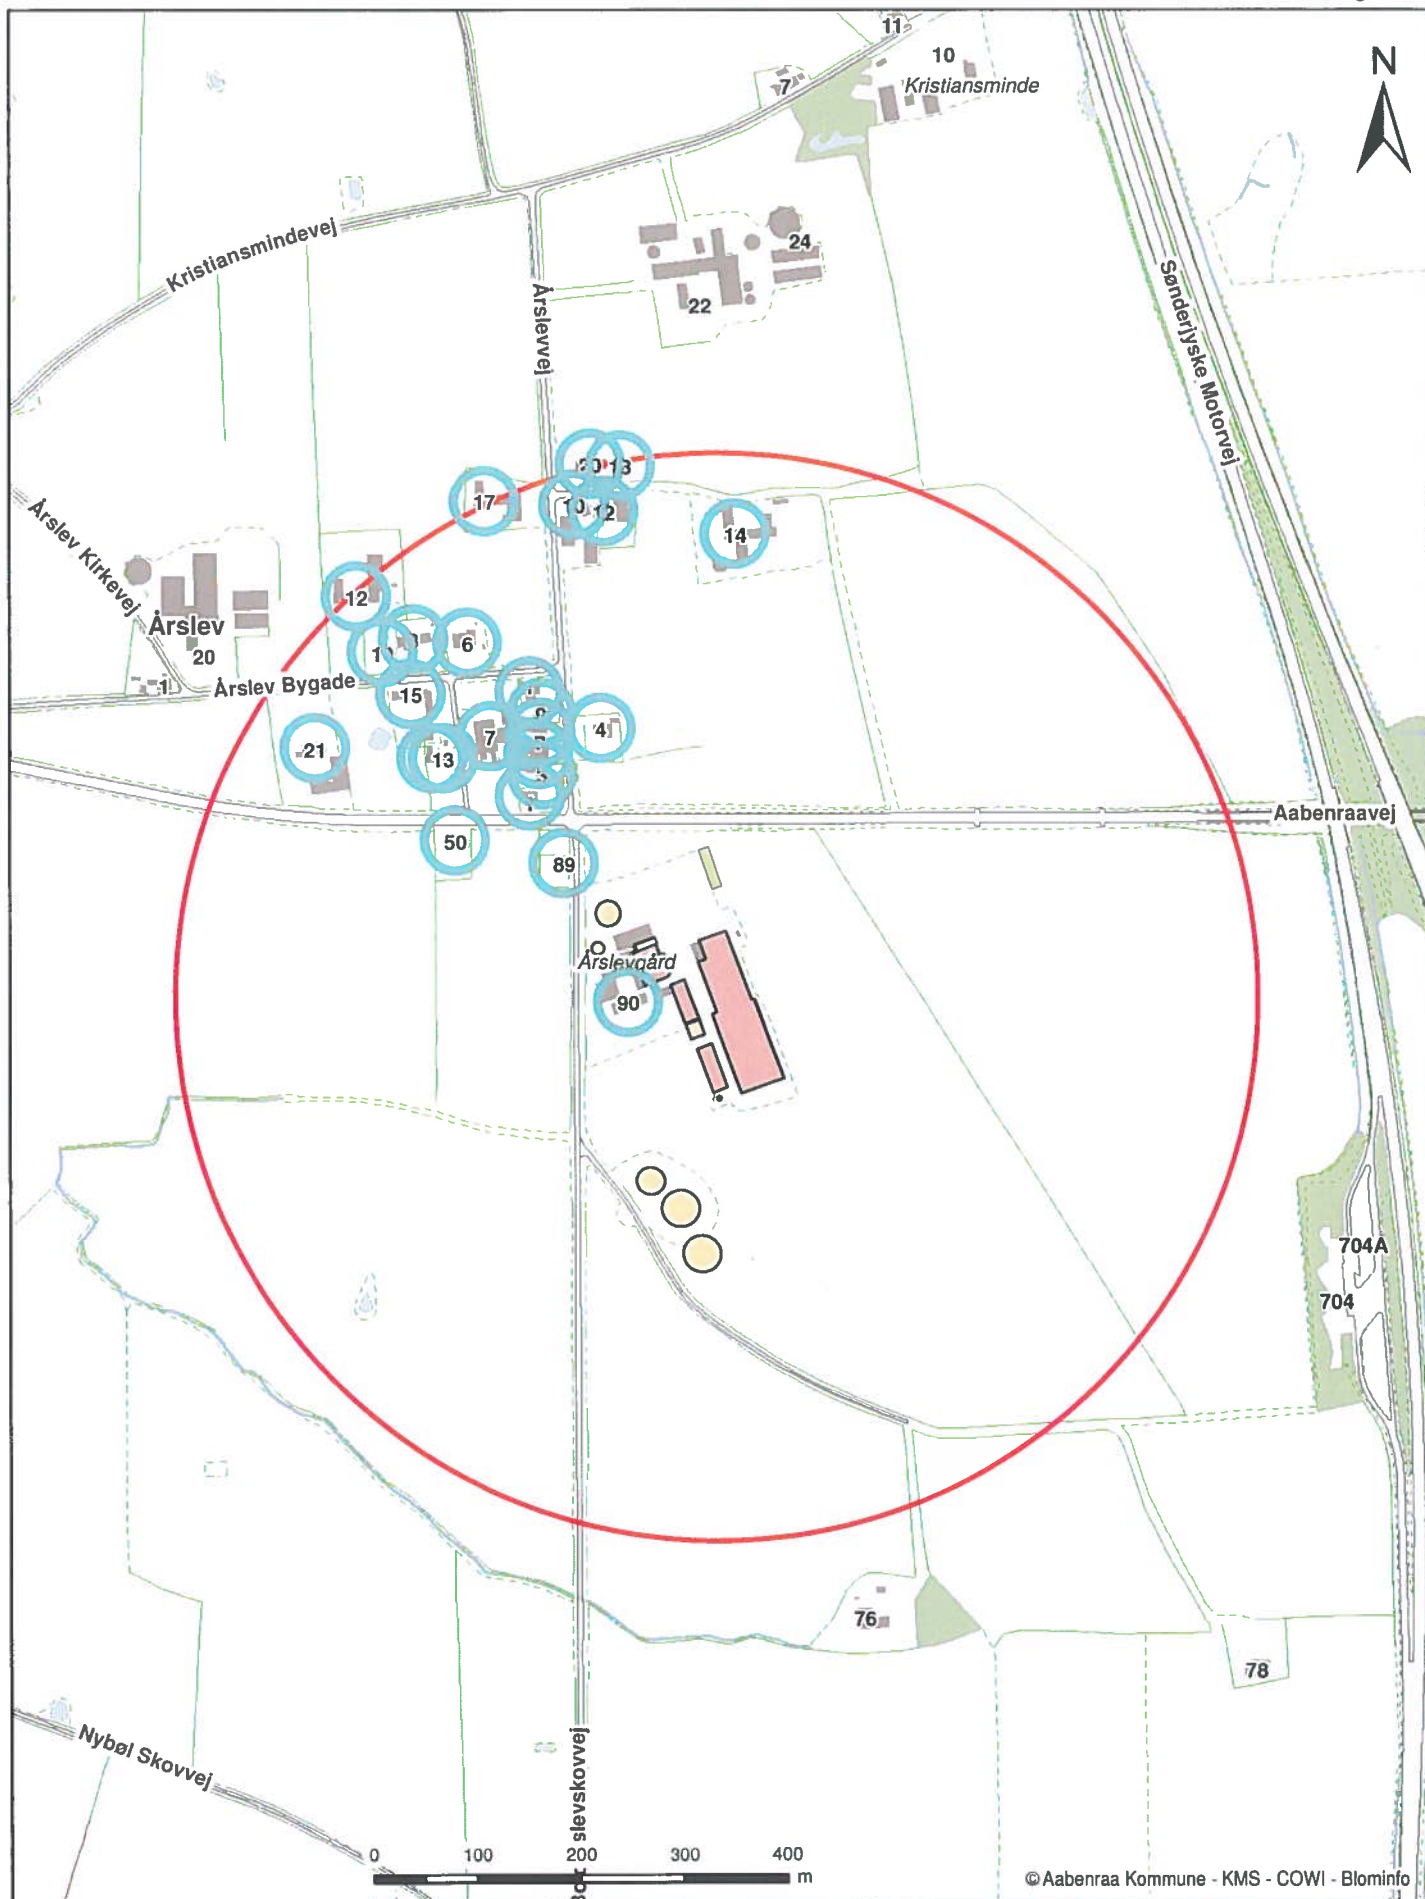 11
10
7
Kristiansminde
N
Kristiansmindevej
24
22
Årslevvej
Sønderjyske Motorvej
20
18
17
10
12
14
Årslev Kirkevej
12
Årslev
20
6
1
Årslev Bygade
15
4
7
21
13
Aabenraavej
50
89
Årslevgård
90
704A
704
76
78
Nybøl Skovvej
slevskovvej
0 100 200 300 400
m
© Aabenraa Kommune - KMS - COWI - Blominfo